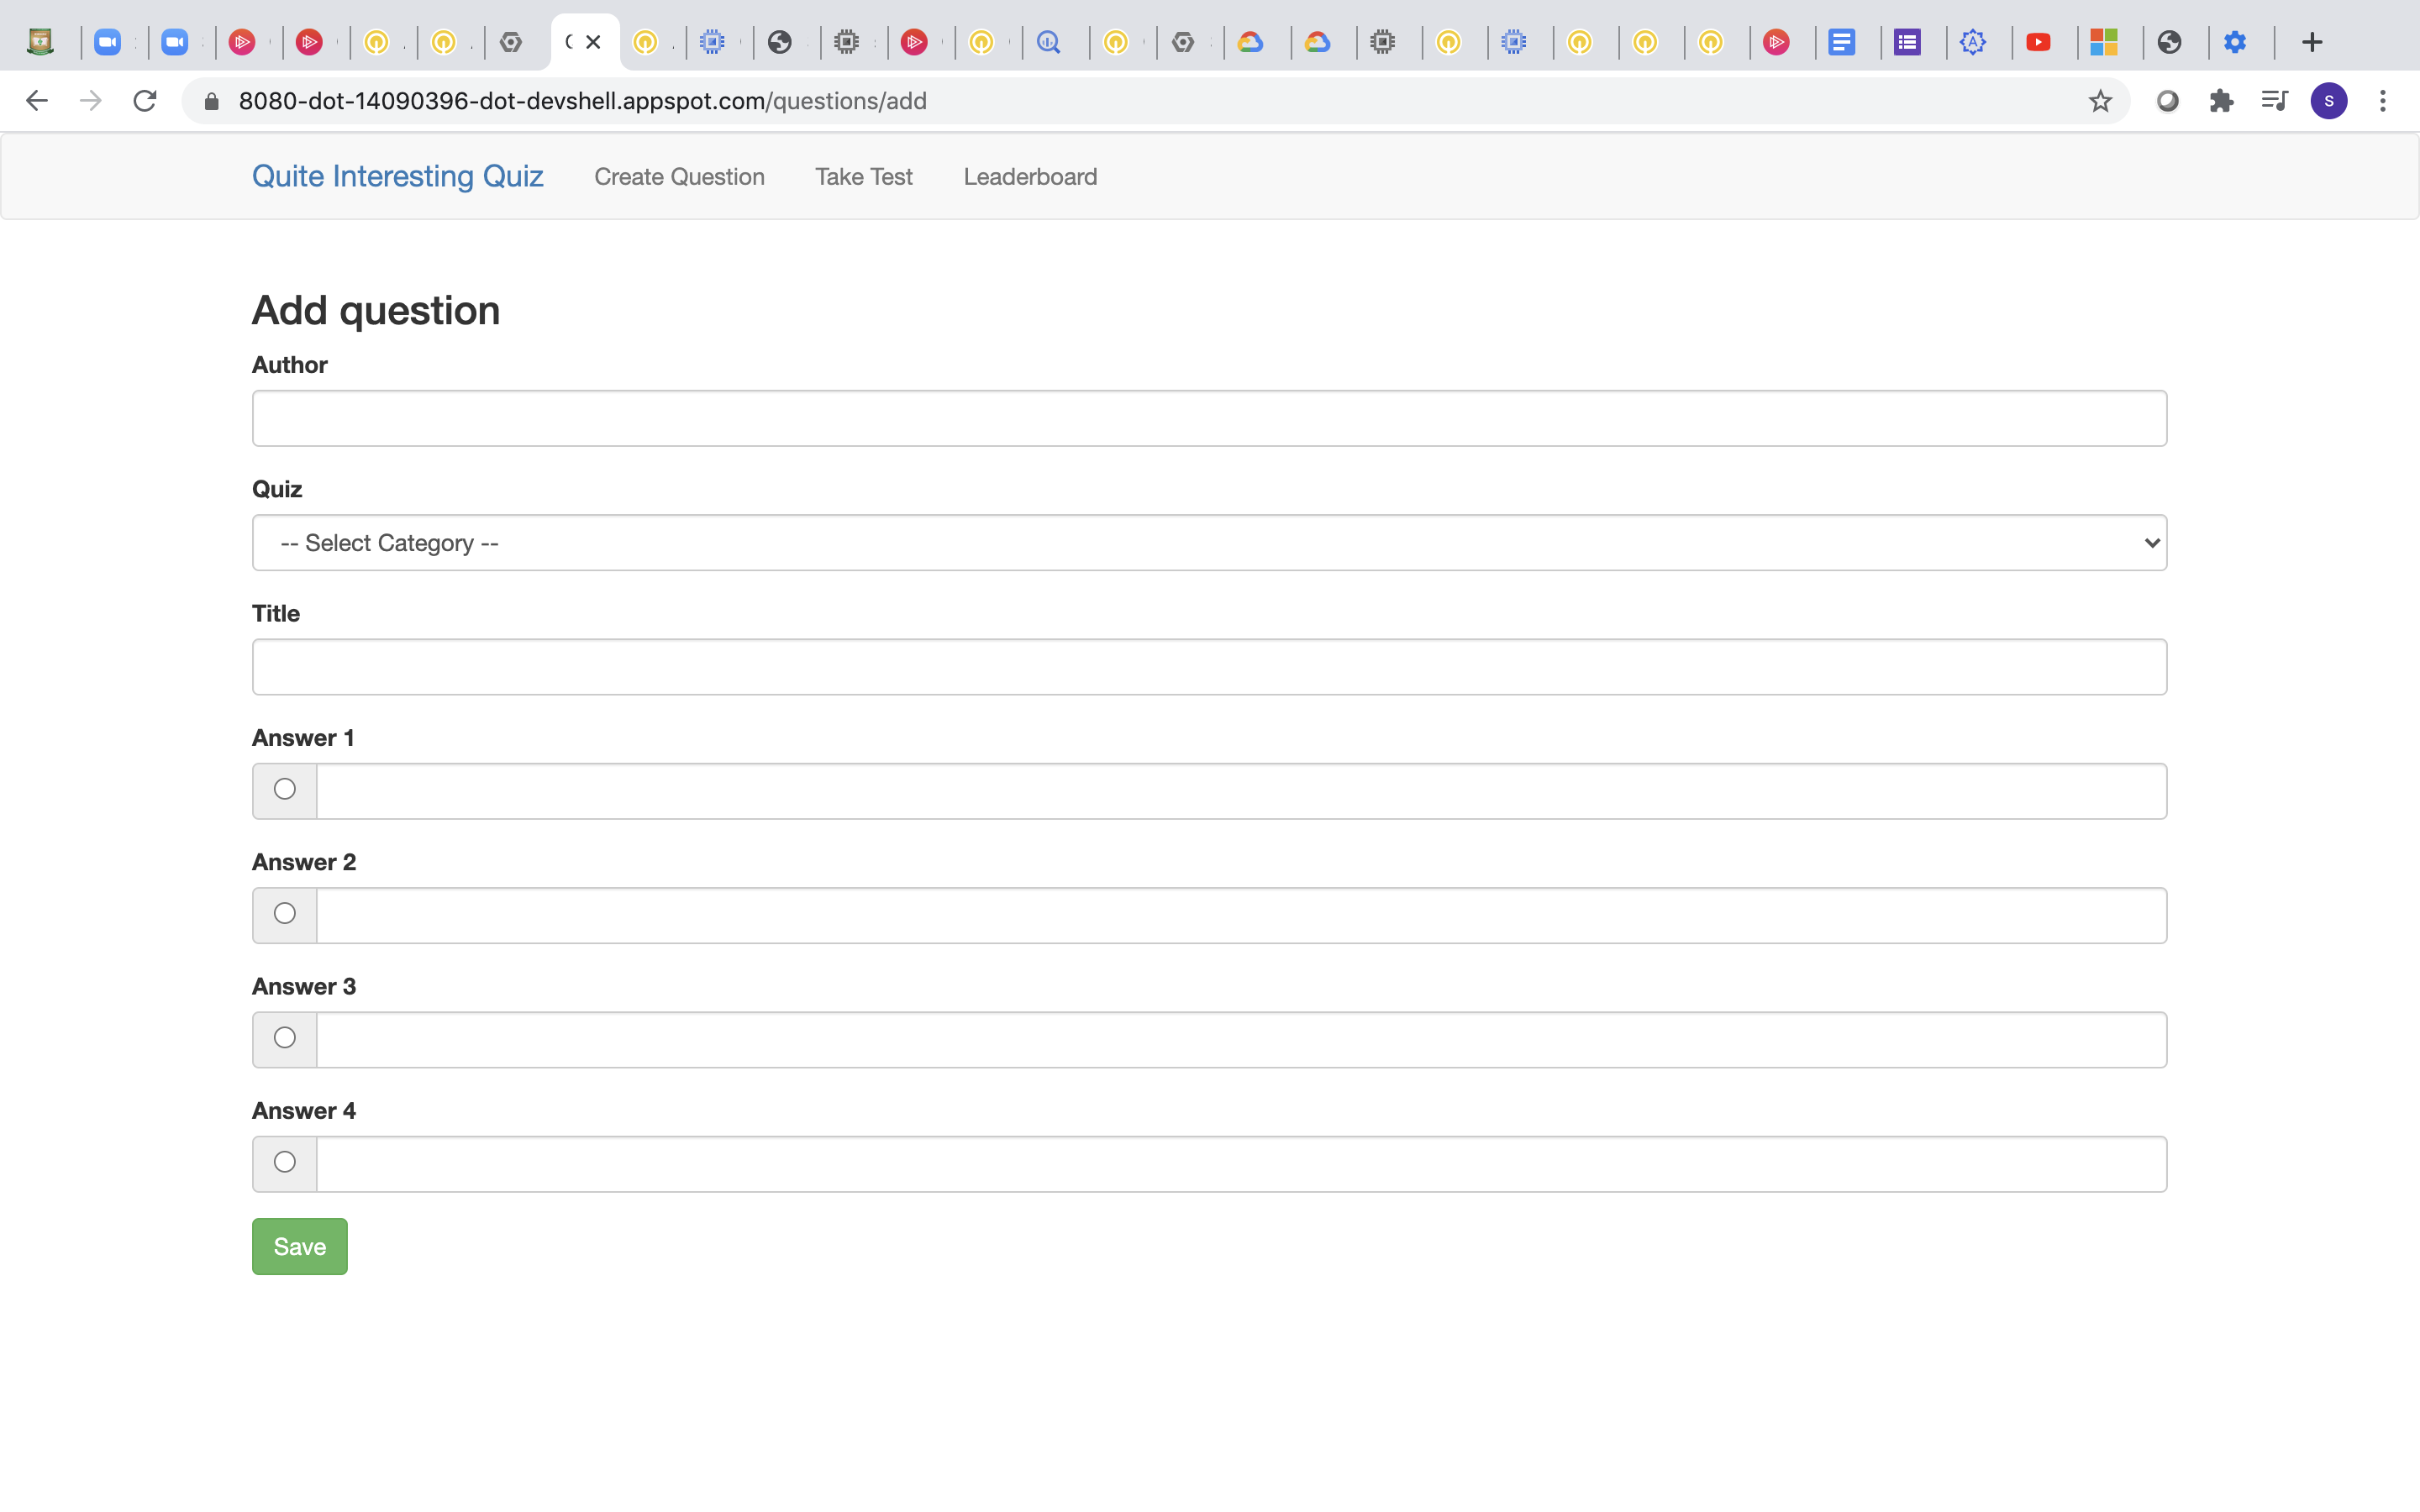 8080-dot-14090396-dot-devshell.appspot.com/questions/add
S
Quite Interesting Quiz Create Question Take Test Leaderboard
Add question
Author
Quiz
-- Select Category --
Title
Answer 1
Answer 2
Answer 3
Answer 4
Save